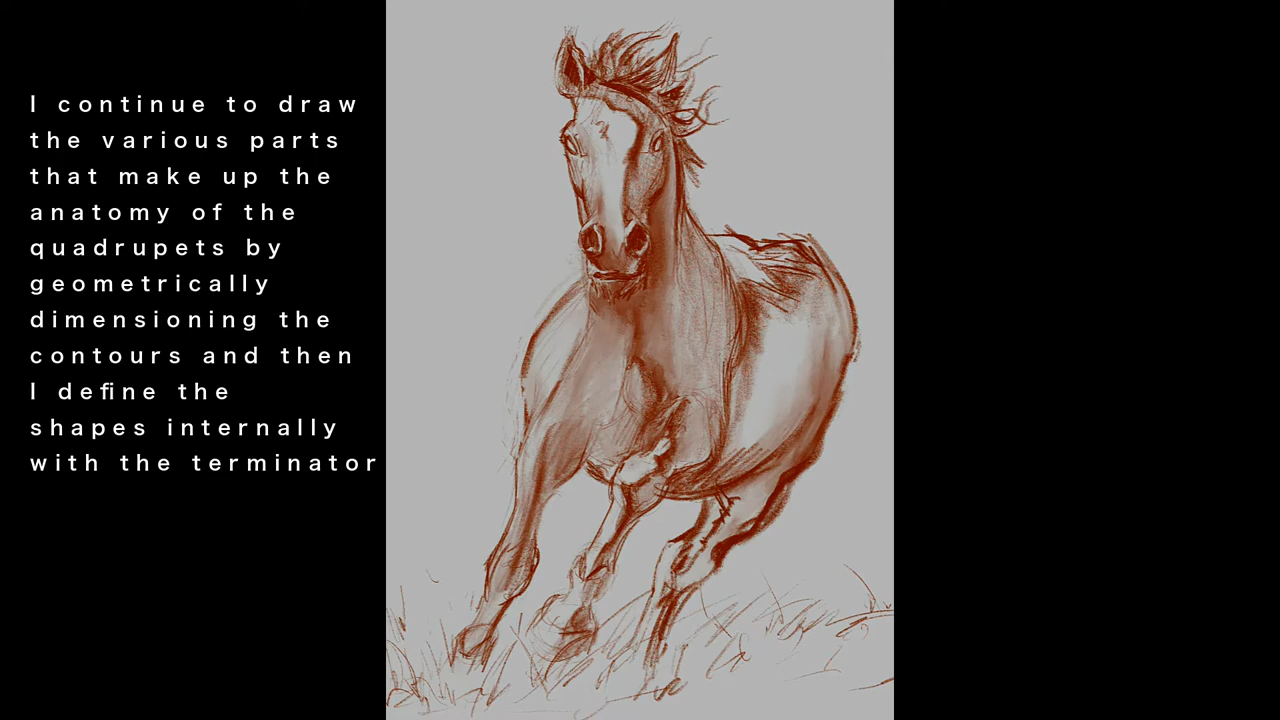 I continue to draw
the various parts
that make up the
anatomy of the
quadrupets by
geometrically
dimensioning the
contours and then
I define the
shapes internally
with the terminator